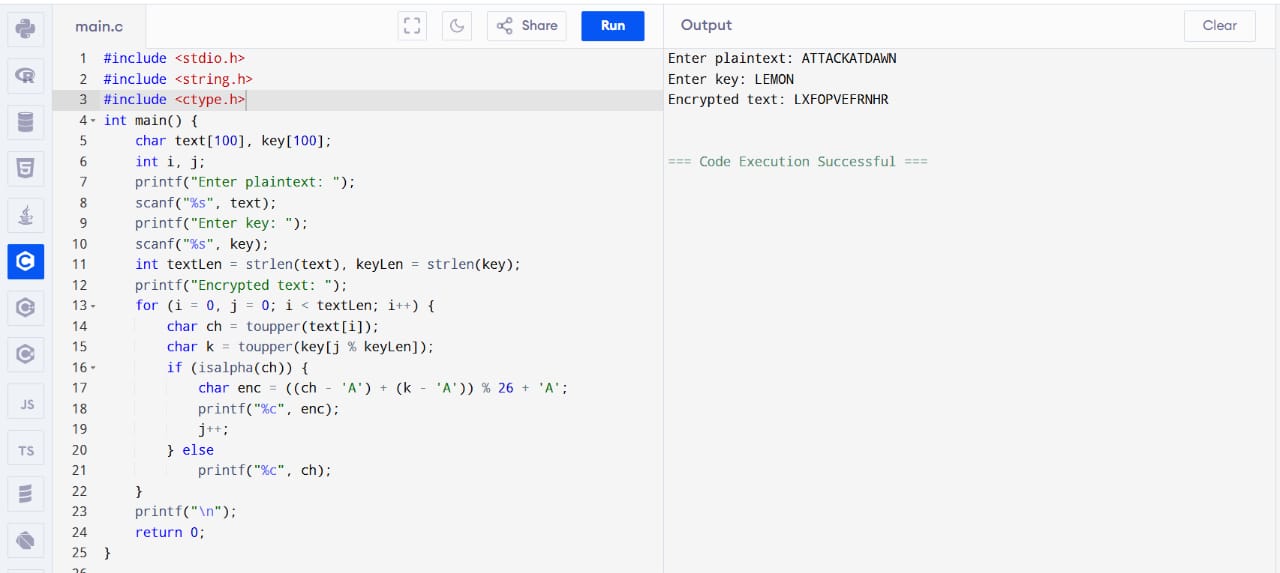 main.c
Share
Run
Output
Clear
1 #include <stdio.h>
2 #include <string.h>
3 #include <ctype.h>
4 int main() {
5     char text[100], key[100];
6     int i, j;
7     printf("Enter plaintext: ");
8     scanf("%s", text);
9     printf("Enter key: ");
10     scanf("%s", key);
11     int textLen = strlen(text), keyLen = strlen(key);
12     printf("Encrypted text: ");
13     for (i = 0, j = 0; i < textLen; i++) {
14         char ch = toupper(text[i]);
15         char k = toupper(key[j % keyLen]);
16         if (isalpha(ch)) {
17             char enc = ((ch - 'A') + (k - 'A')) % 26 + 'A';
18             printf("%c", enc);
19             j++;
20         } else
21             printf("%c", ch);
22     }
23     printf("\n");
24     return 0;
25 }
26
Enter plaintext: ATTACKATDAWN
Enter key: LEMON
Encrypted text: LXFOPVEFRNHR
=== Code Execution Successful ===
JS
TS